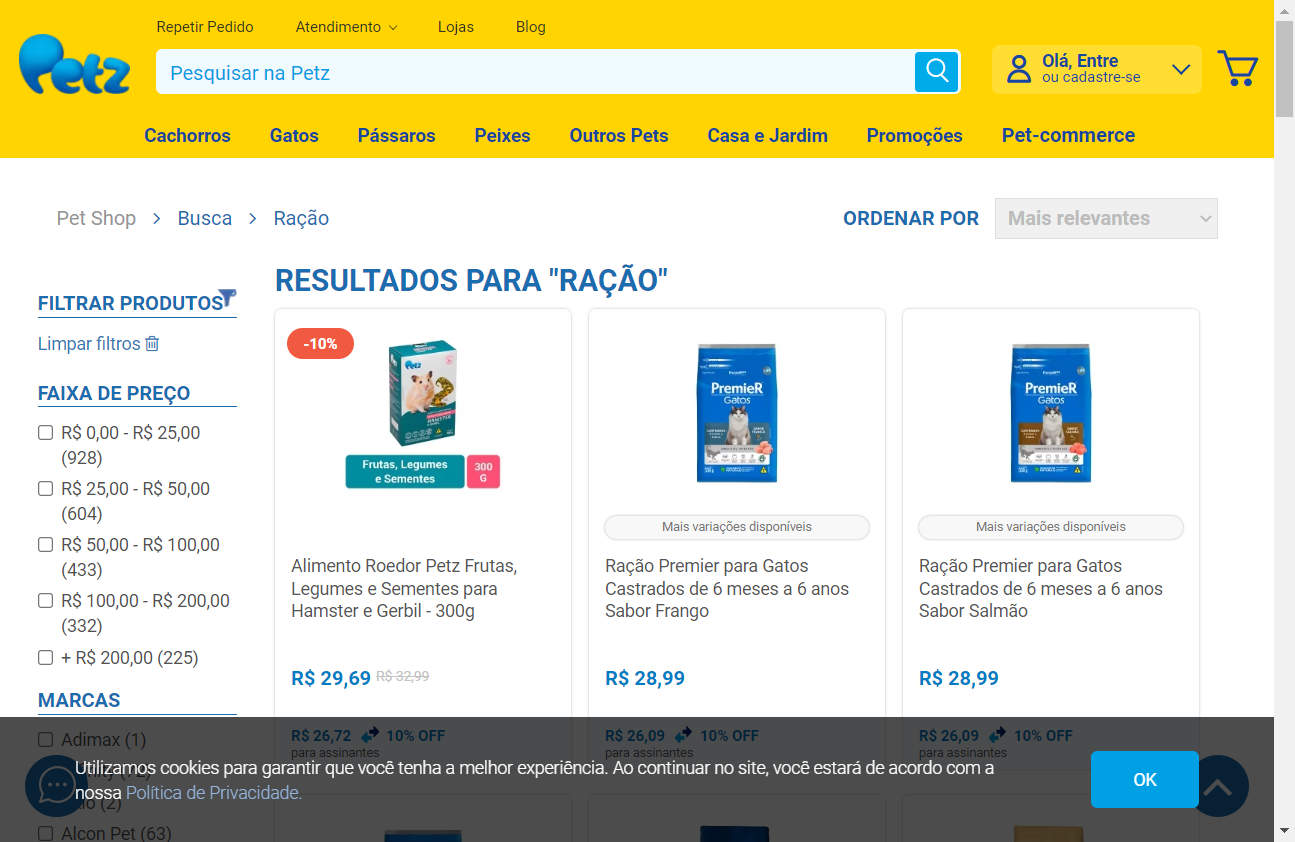 Repetir Pedido
Atendimento
Lojas
Blog
Petz
Pesquisar na Petz
Olá, Entre
ou cadastre-se
Cachorros
Gatos
Pássaros
Peixes
Outros Pets
Casa e Jardim
Promoções
Pet-commerce
Pet Shop > Busca > Ração
ORDENAR POR
Mais relevantes
FILTRAR PRODUTOS
Limpar filtros
FAIXA DE PREÇO
R$ 0,00 - R$ 25,00
(928)
R$ 25,00 - R$ 50,00
(604)
R$ 50,00 - R$ 100,00
(433)
R$ 100,00 - R$ 200,00
(332)
+ R$ 200,00 (225)
MARCAS
Adimax (1)
Alcon Pet (63)
RESULTADOS PARA "RAÇÃO"
-10%
Petz
HAMSTER
Frutas, Legumes
e Sementes
300
G
Alimento Roedor Petz Frutas,
Legumes e Sementes para
Hamster e Gerbil - 300g
R$ 29,69 R$ 32,99
R$ 26,72 10% OFF
para assinantes
PremieR
Gatos
Mais variações disponíveis
Ração Premier para Gatos
Castrados de 6 meses a 6 anos
Sabor Frango
R$ 28,99
R$ 26,09 10% OFF
para assinantes
PremieR
Gatos
Mais variações disponíveis
Ração Premier para Gatos
Castrados de 6 meses a 6 anos
Sabor Salmão
R$ 28,99
R$ 26,09 10% OFF
para assinantes
Utilizamos cookies para garantir que você tenha a melhor experiência. Ao continuar no site, você estará de acordo com a
nossa Política de Privacidade.
OK